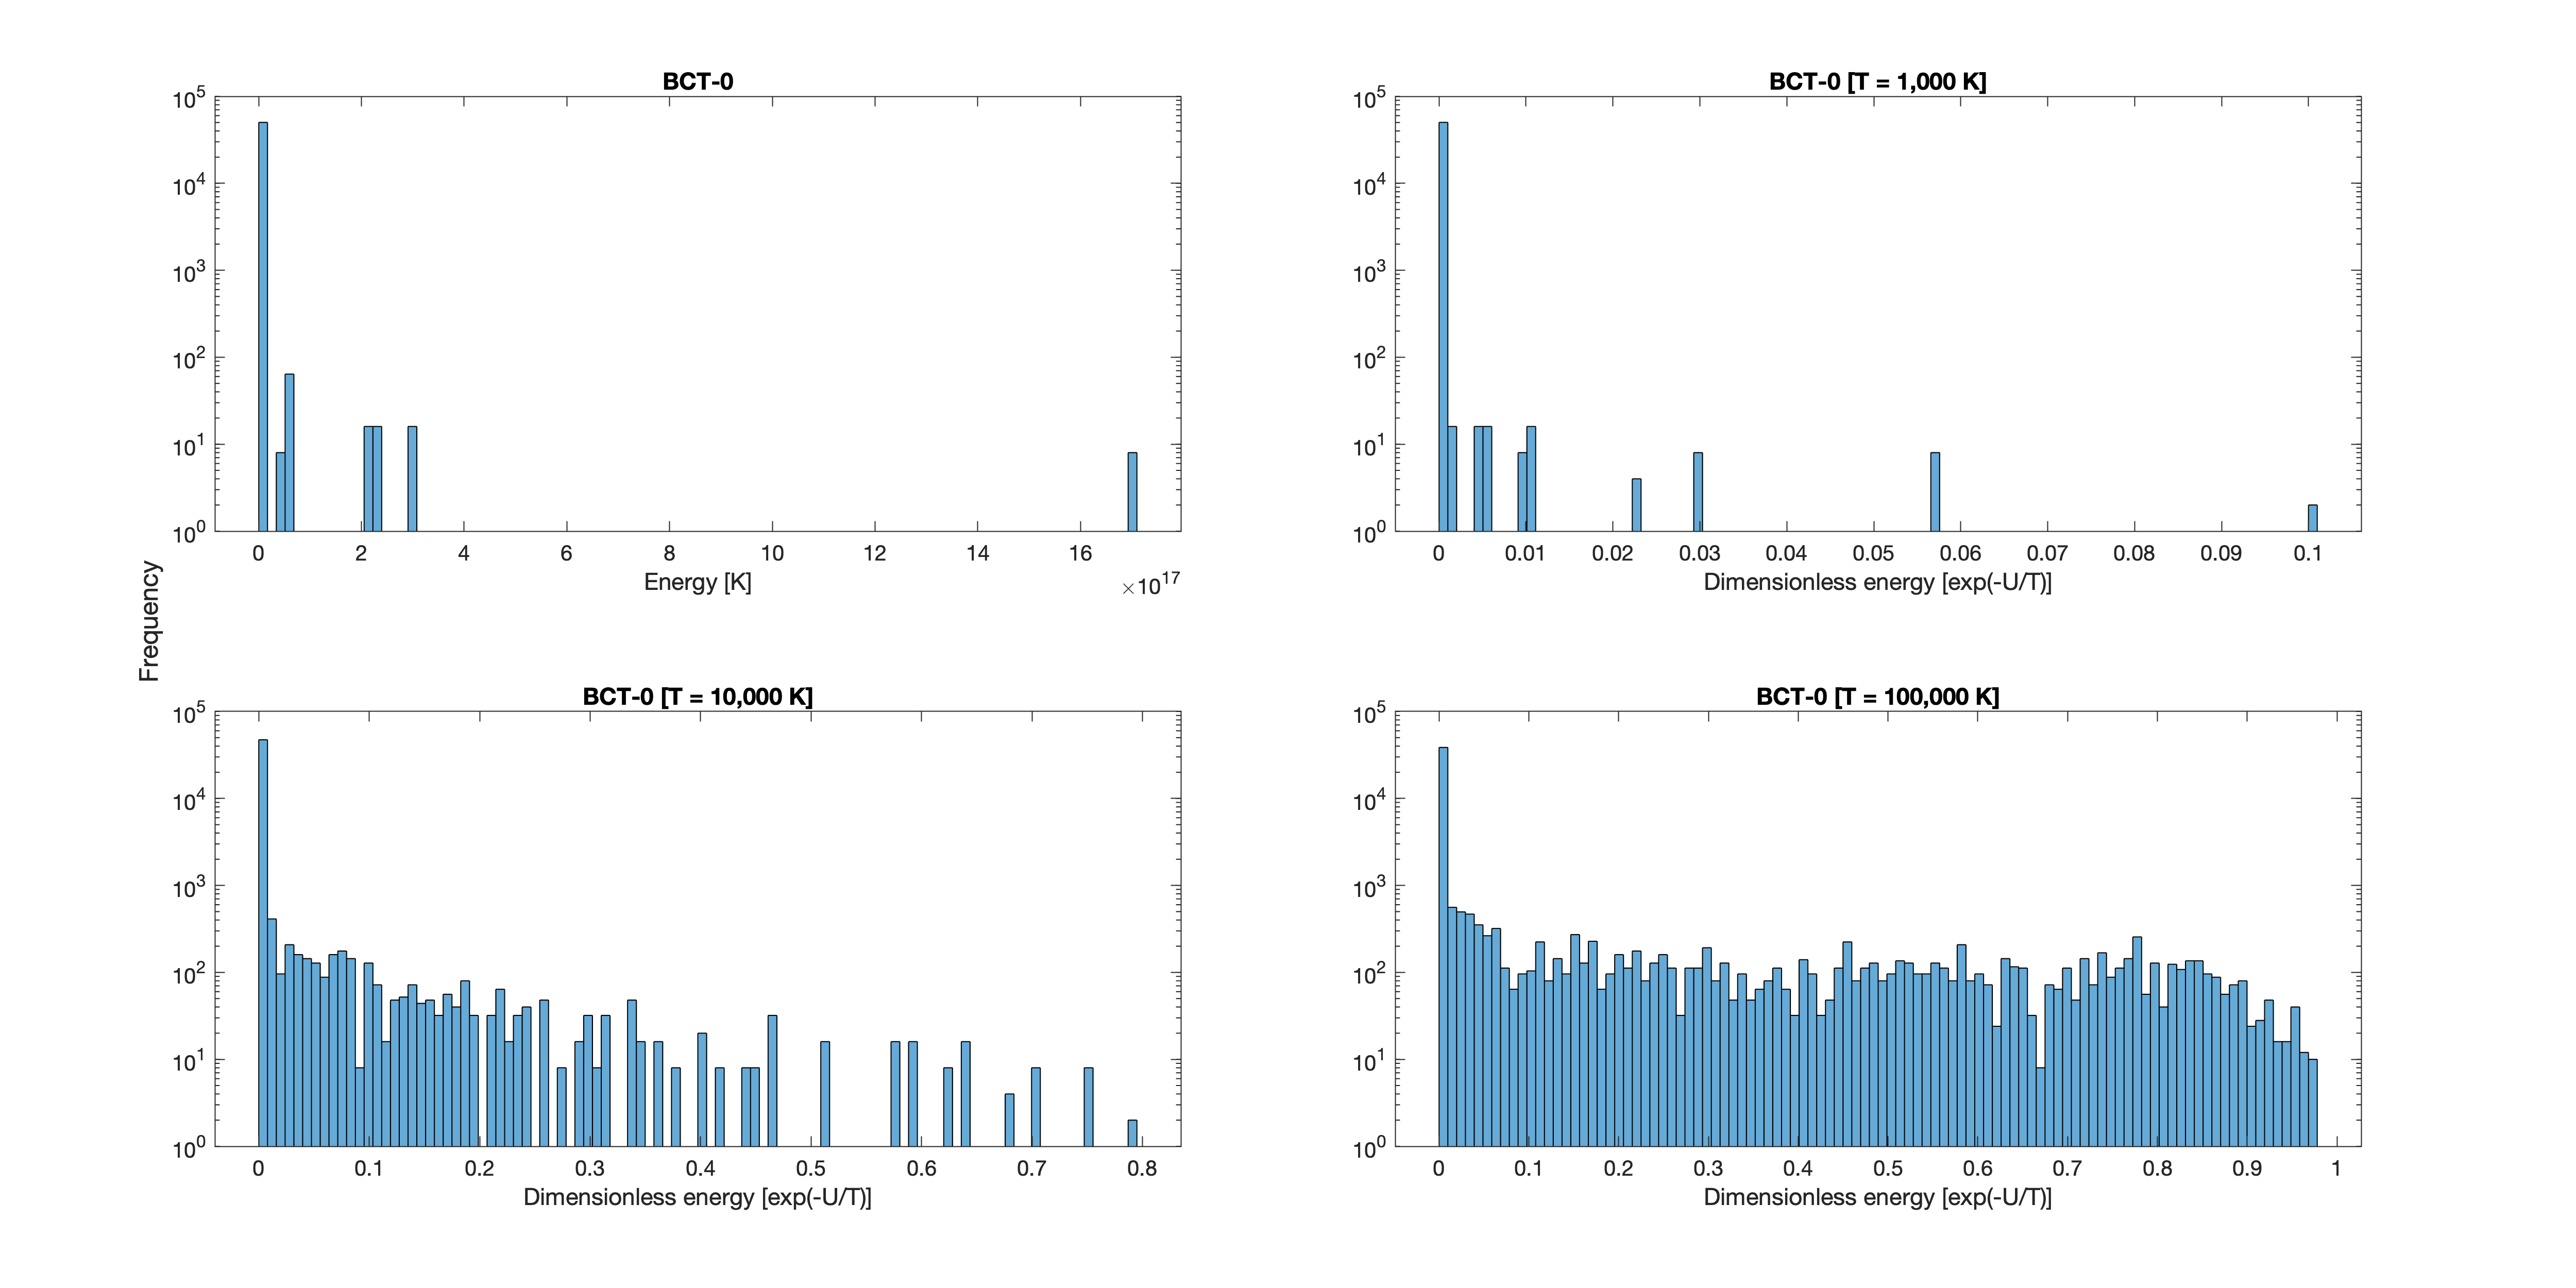 BCT-0
10^5
10^4
10^3
10^2
10^1
10^0
0 2 4 6 8 10 12 14 16
Energy [K]
×10^17
BCT-0 [T = 1,000 K]
10^5
10^4
10^3
10^2
10^1
10^0
0 0.01 0.02 0.03 0.04 0.05 0.06 0.07 0.08 0.09 0.1
Dimensionless energy [exp(-U/T)]
Frequency
BCT-0 [T = 10,000 K]
10^5
10^4
10^3
10^2
10^1
10^0
0 0.1 0.2 0.3 0.4 0.5 0.6 0.7 0.8
Dimensionless energy [exp(-U/T)]
BCT-0 [T = 100,000 K]
10^5
10^4
10^3
10^2
10^1
10^0
0 0.1 0.2 0.3 0.4 0.5 0.6 0.7 0.8 0.9 1
Dimensionless energy [exp(-U/T)]